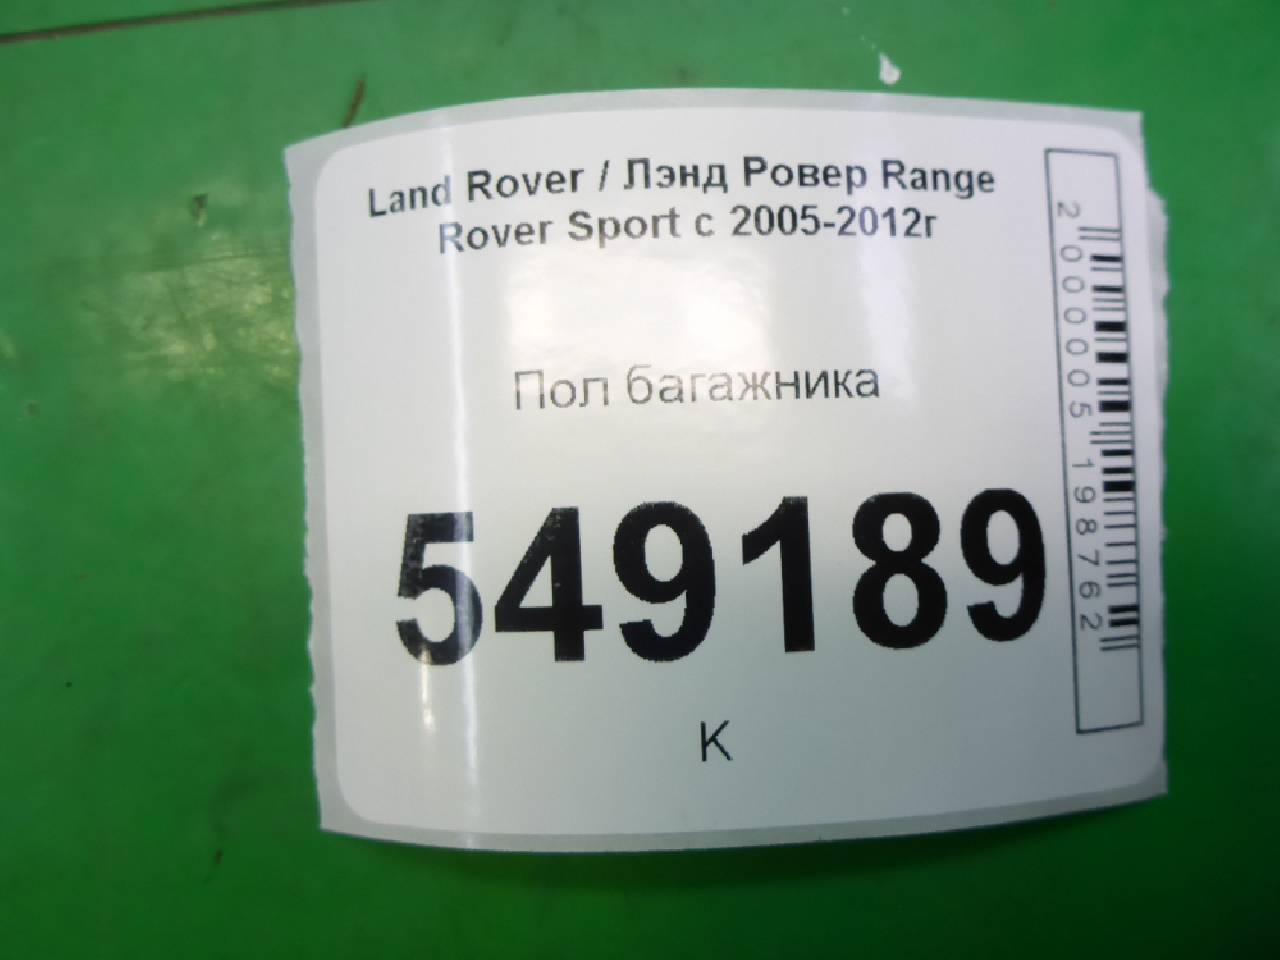 Land Rover / Лэнд Ровер Range
Rover Sport с 2005-2012г
Пол багажника
549189
К
2000005198762